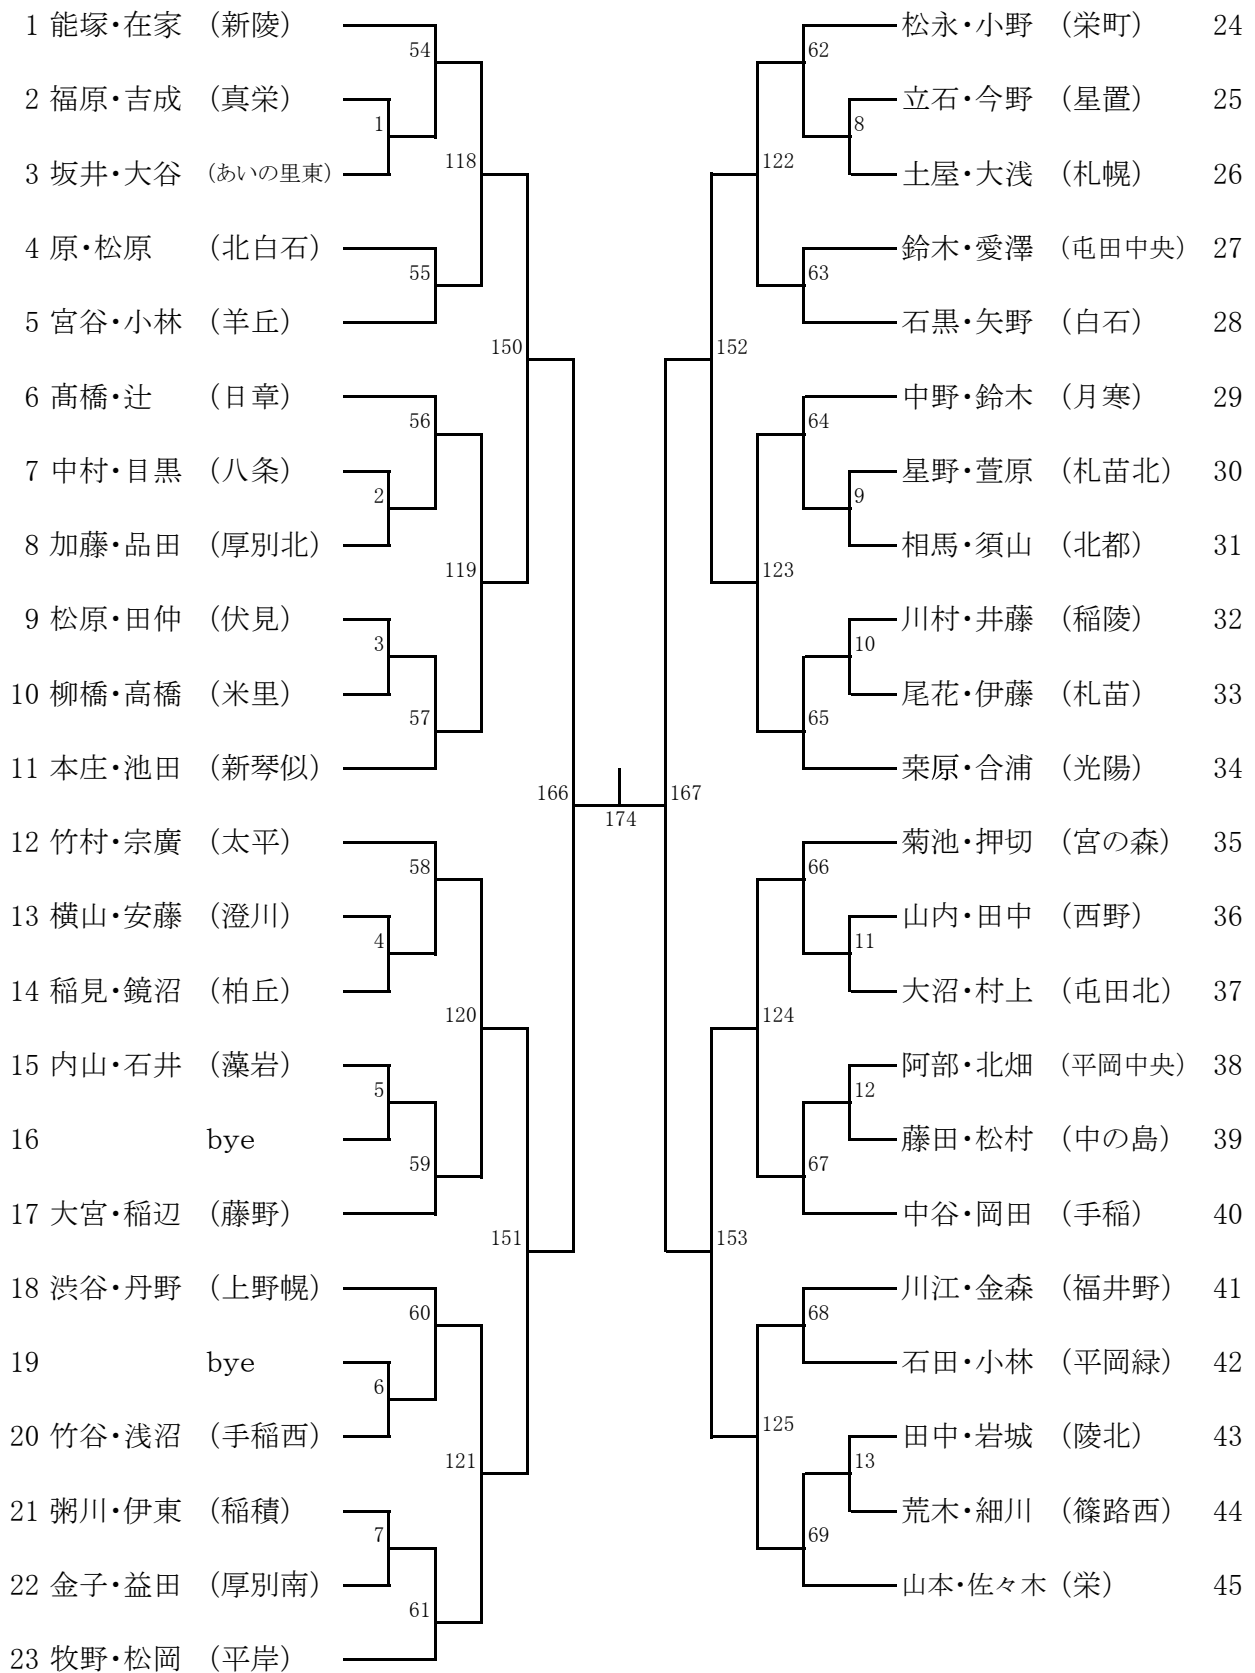 1 能塚・在家 （新陵）
54
2 福原・吉成 （真栄）
1
3 坂井・大谷 （あいの里東）
118
4 原・松原 （北白石）
55
5 宮谷・小林 （羊丘）
150
6 髙橋・辻 （日章）
56
7 中村・目黒 （八条）
2
8 加藤・品田 （厚別北）
119
9 松原・田仲 （伏見）
3
10 柳橋・高橋 （米里）
57
11 本庄・池田 （新琴似）
166
12 竹村・宗廣 （太平）
58
13 横山・安藤 （澄川）
4
14 稲見・鏡沼 （柏丘）
120
15 内山・石井 （藻岩）
5
16 bye
59
17 大宮・稲辺 （藤野）
151
18 渋谷・丹野 （上野幌）
60
19 bye
6
20 竹谷・浅沼 （手稲西）
121
21 粥川・伊東 （稲積）
7
22 金子・益田 （厚別南）
61
23 牧野・松岡 （平岸）
174
松永・小野 （栄町） 24
62
立石・今野 （星置） 25
8
土屋・大浅 （札幌） 26
122
鈴木・愛澤 （屯田中央） 27
63
石黒・矢野 （白石） 28
152
中野・鈴木 （月寒） 29
64
星野・萱原 （札苗北） 30
9
相馬・須山 （北都） 31
123
川村・井藤 （稲陵） 32
10
尾花・伊藤 （札苗） 33
65
栞原・合浦 （光陽） 34
167
菊池・押切 （宮の森） 35
66
山内・田中 （西野） 36
11
大沼・村上 （屯田北） 37
124
阿部・北畑 （平岡中央） 38
12
藤田・松村 （中の島） 39
67
中谷・岡田 （手稲） 40
153
川江・金森 （福井野） 41
68
石田・小林 （平岡緑） 42
125
田中・岩城 （陵北） 43
13
荒木・細川 （篠路西） 44
69
山本・佐々木 （栄） 45